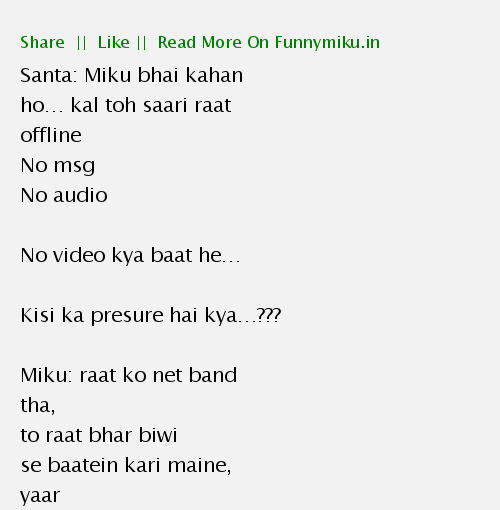 Share || Like || Read More On Funnymiku.in
Santa: Miku bhai kahan
ho... kal toh saari raat
offline
No msg
No audio
No video kya baat he...
Kisi ka presure hai kya...???
Miku: raat ko net band
tha,
to raat bhar biwi
se baatein kari maine,
yaar